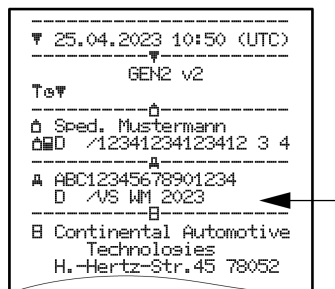 ▼ 25.04.2023 10:50 (UTC)
GEN2 v2
Sped. Mustermann
D /12341234123412 3 4
ABC12345678901234
D /VS WM 2023
Continental Automotive
Technologies
H.-Hertz-Str.45 78052